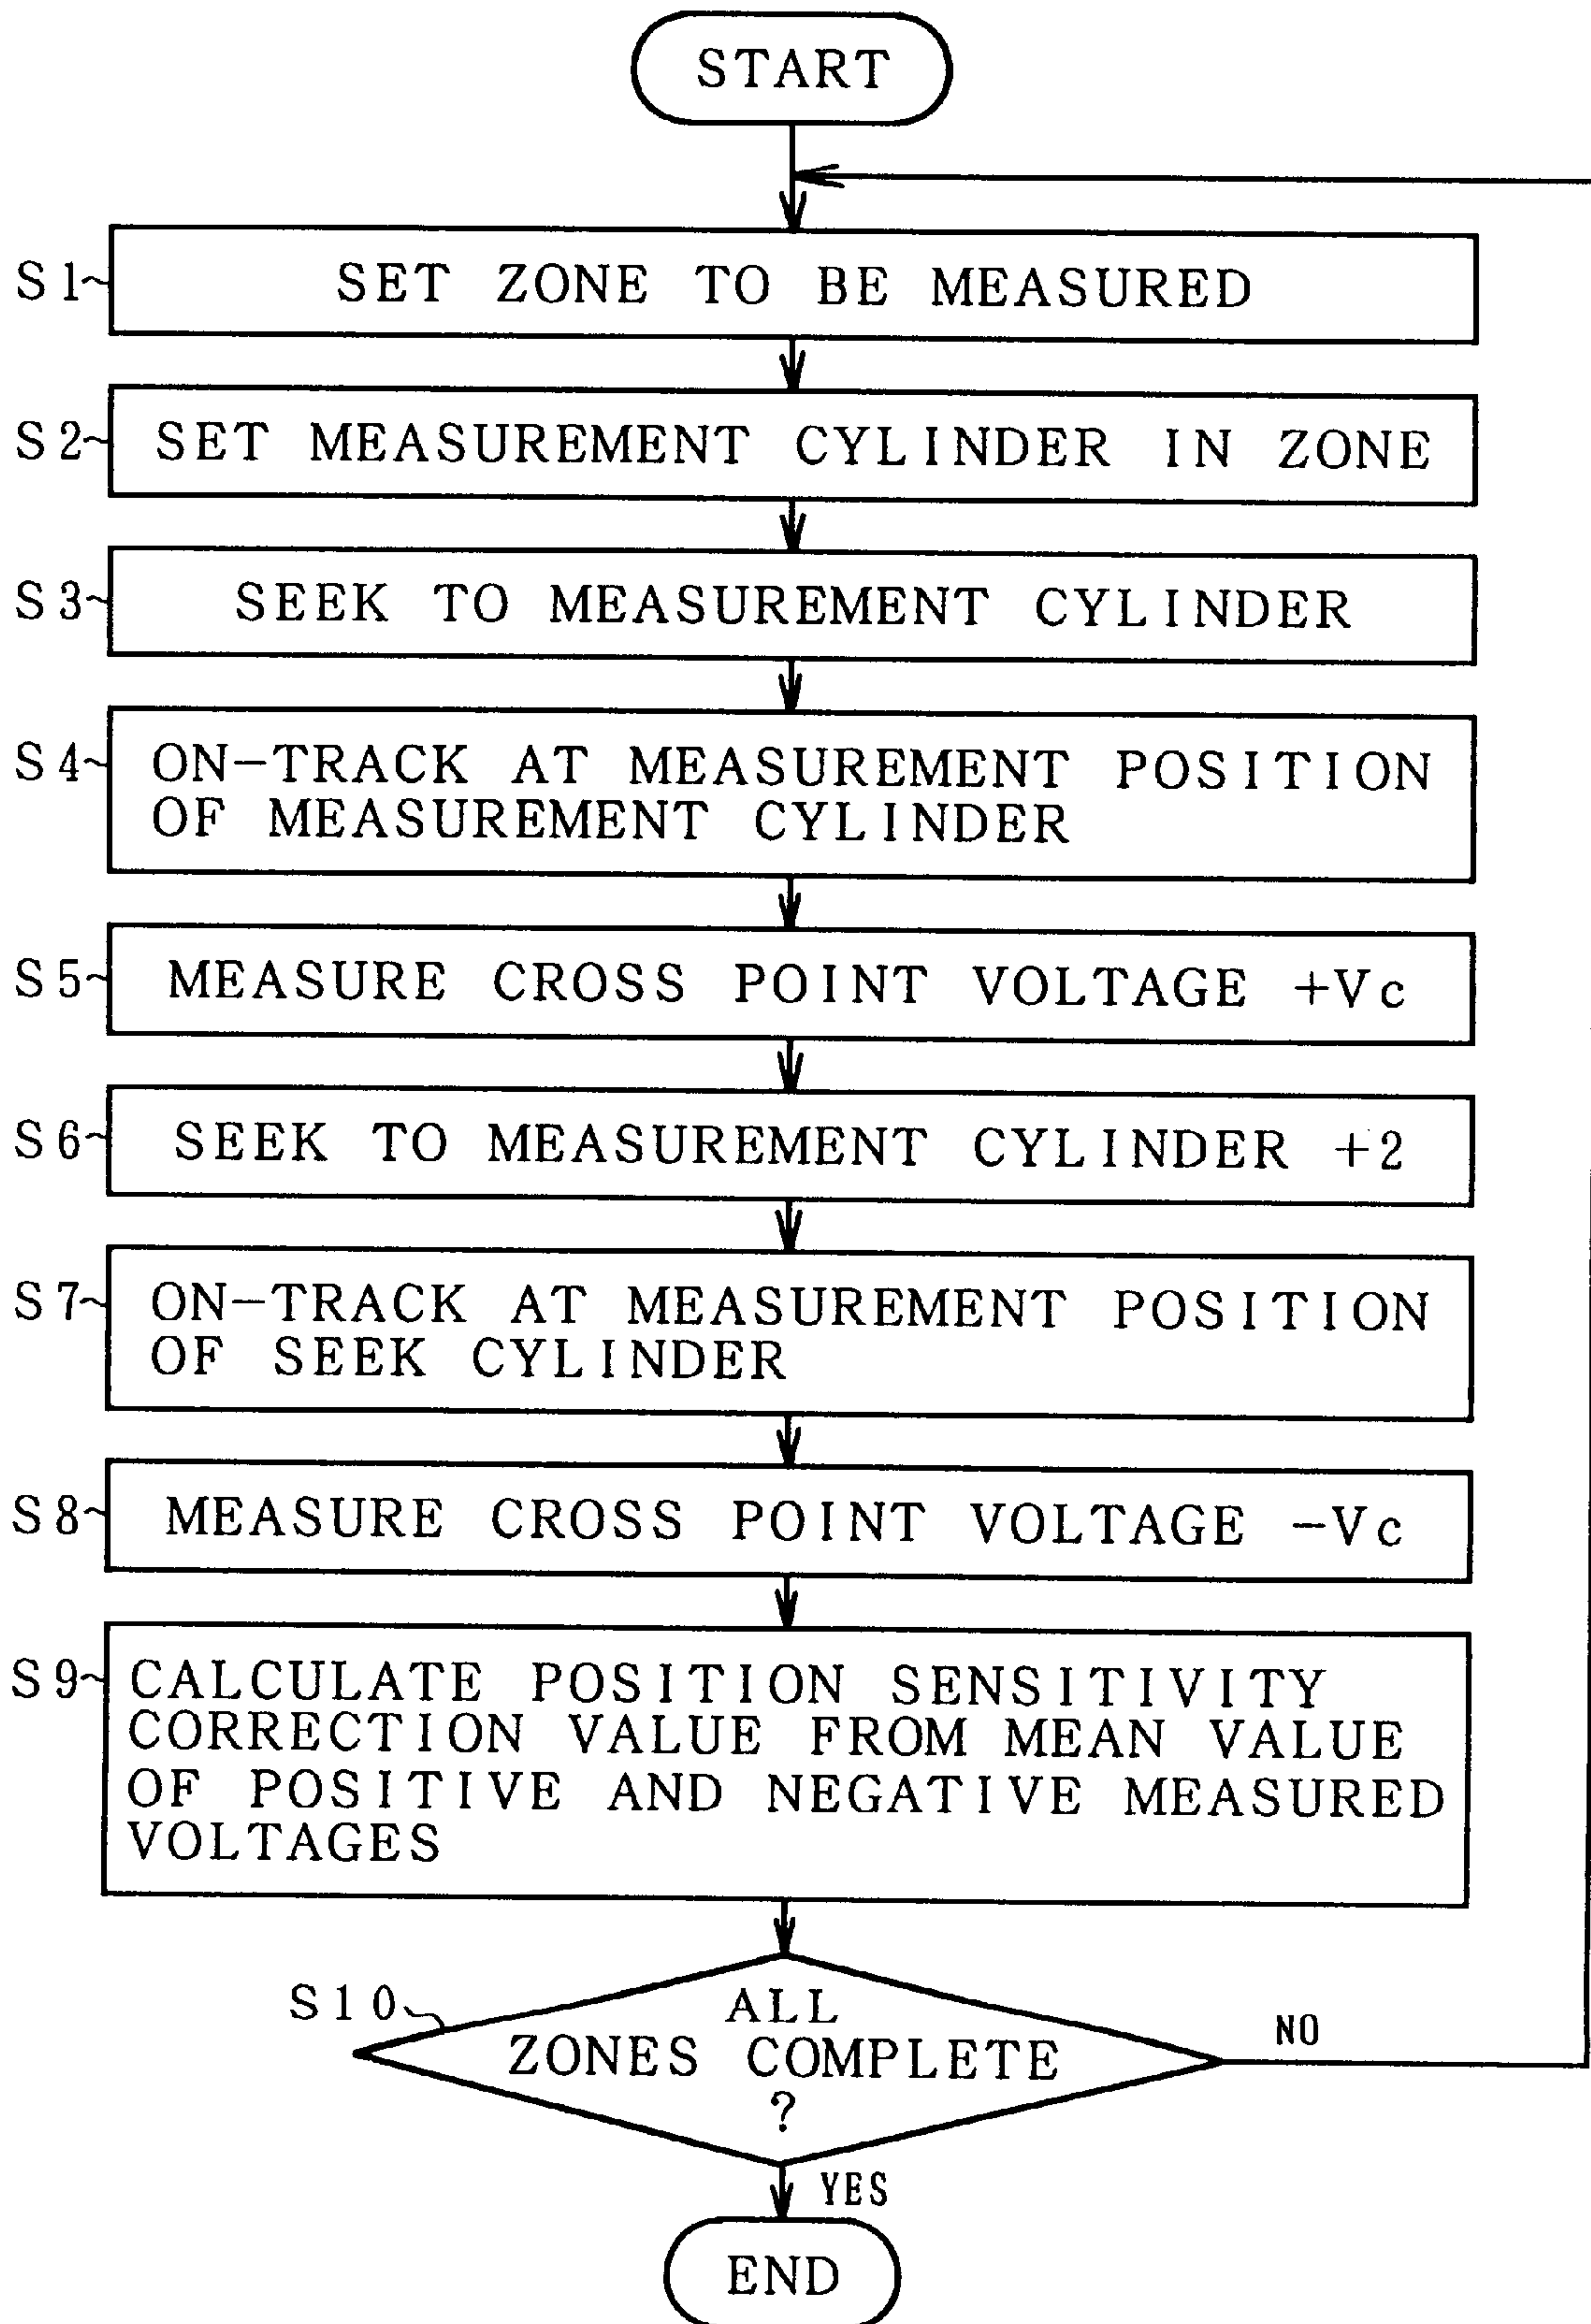 START
S1
SET ZONE TO BE MEASURED
S2
SET MEASUREMENT CYLINDER IN ZONE
S3
SEEK TO MEASUREMENT CYLINDER
S4
ON-TRACK AT MEASUREMENT POSITION
OF MEASUREMENT CYLINDER
S5
MEASURE CROSS POINT VOLTAGE +Vc
S6
SEEK TO MEASUREMENT CYLINDER +2
S7
ON-TRACK AT MEASUREMENT POSITION
OF SEEK CYLINDER
S8
MEASURE CROSS POINT VOLTAGE -Vc
S9
CALCULATE POSITION SENSITIVITY
CORRECTION VALUE FROM MEAN VALUE
OF POSITIVE AND NEGATIVE MEASURED
VOLTAGES
S10
ALL
ZONES COMPLETE
?
NO
YES
END